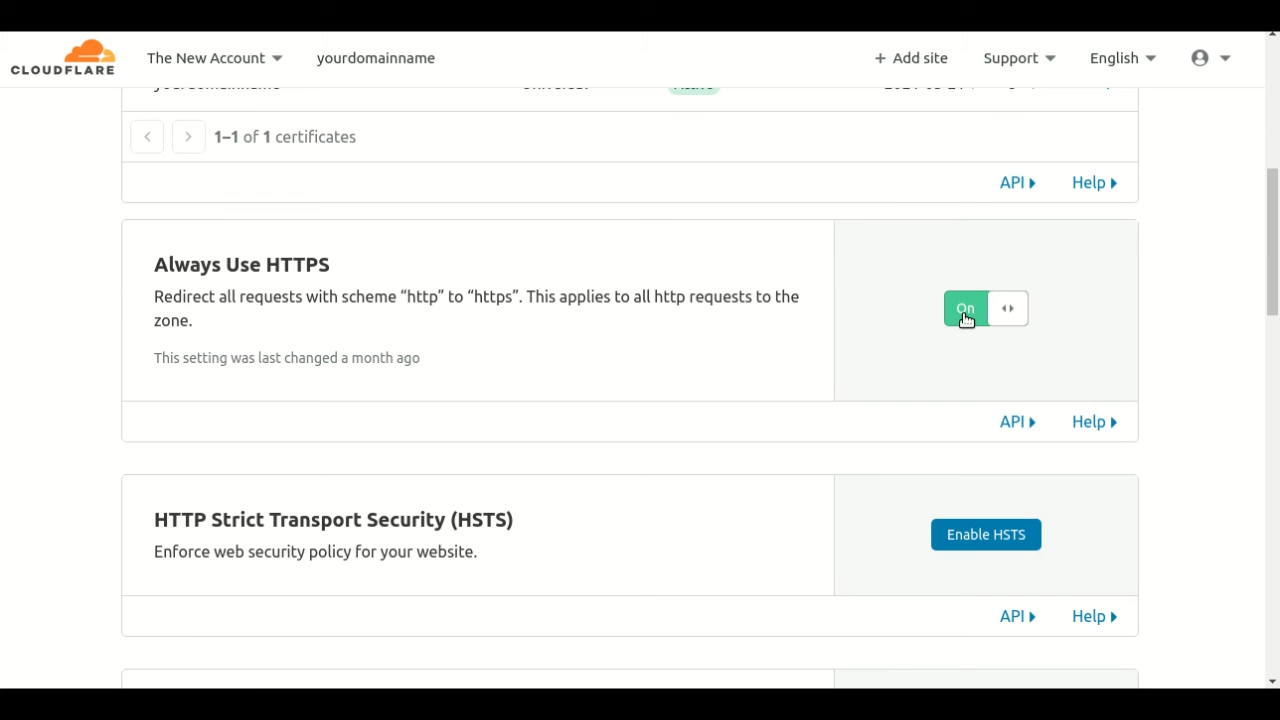 CLOUDFLARE
The New Account
yourdomainname
+ Add site
Support
English
1–1 of 1 certificates
API
Help
Always Use HTTPS
Redirect all requests with scheme “http” to “https”. This applies to all http requests to the
zone.
This setting was last changed a month ago
On
API
Help
HTTP Strict Transport Security (HSTS)
Enforce web security policy for your website.
Enable HSTS
API
Help